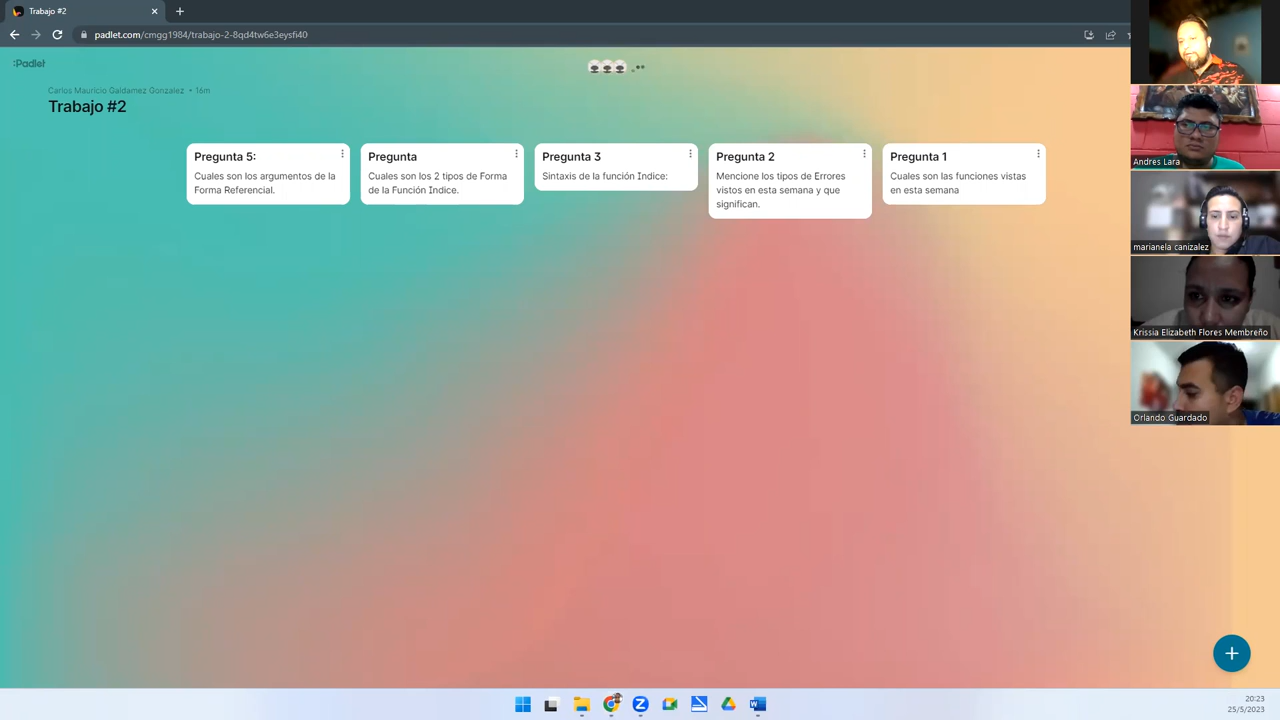 Trabajo #2
padlet.com/cmgg1984/trabajo-2-8qd4tw6e3eysfi40
:Padlet
Carlos Mauricio Galdamez Gonzalez • 16m
Trabajo #2
Pregunta 5:
Cuales son los argumentos de la
Forma Referencial.
Pregunta
Cuales son los 2 tipos de Forma
de la Función Índice.
Pregunta 3
Sintaxis de la función Índice:
Pregunta 2
Mencione los tipos de Errores
vistos en esta semana y que
significan.
Pregunta 1
Cuales son las funciones vistas
en esta semana
Andres Lara
marianela canizalez
Krissia Elizabeth Flores Membreño
Orlando Guardado
20:23
25/5/2023